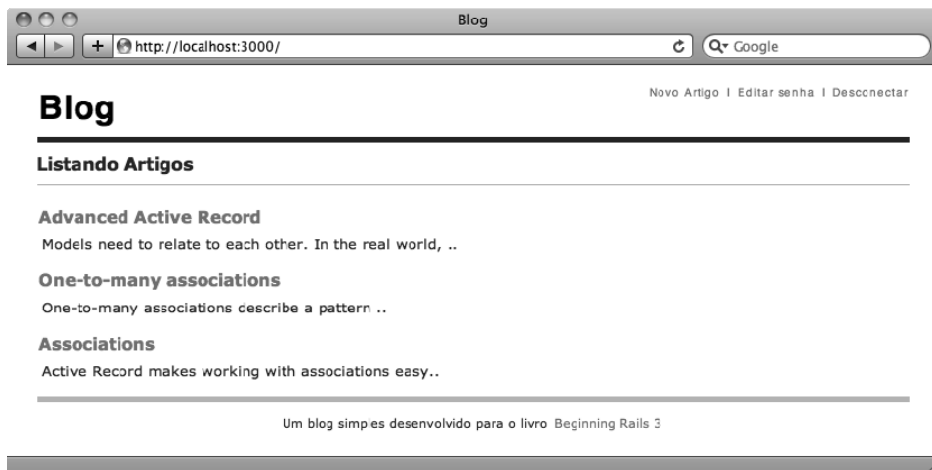 Blog
http://localhost:3000/
Google
Blog
Novo Artigo | Editar senha | Desconectar
Listando Artigos
Advanced Active Record
Models need to relate to each other. In the real world, ..
One-to-many associations
One-to-many associations describe a pattern ..
Associations
Active Record makes working with associations easy..
Um blog simples desenvolvido para o livro Beginning Rails 3